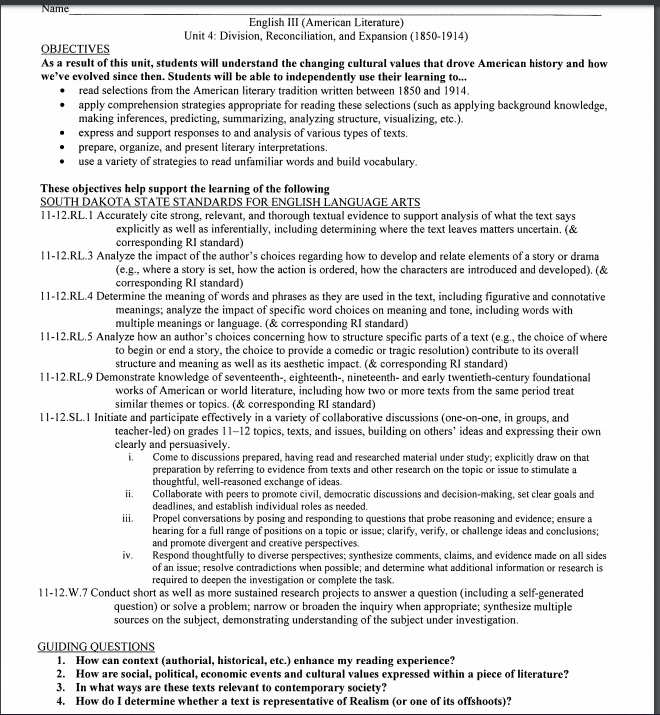 Name
English III (American Literature)
Unit 4: Division, Reconciliation, and Expansion (1850-1914)
OBJECTIVES
As a result of this unit, students will understand the changing cultural values that drove American history and how
we've evolved since then. Students will be able to independently use their learning to...
• read selections from the American literary tradition written between 1850 and 1914.
• apply comprehension strategies appropriate for reading these selections (such as applying background knowledge,
making inferences, predicting, summarizing, analyzing structure, visualizing, etc.).
• express and support responses to and analysis of various types of texts.
• prepare, organize, and present literary interpretations.
• use a variety of strategies to read unfamiliar words and build vocabulary.
These objectives help support the learning of the following
SOUTH DAKOTA STATE STANDARDS FOR ENGLISH LANGUAGE ARTS
11-12.RL.1 Accurately cite strong, relevant, and thorough textual evidence to support analysis of what the text says
explicitly as well as inferentially, including determining where the text leaves matters uncertain. (&
corresponding RI standard)
11-12.RL.3 Analyze the impact of the author's choices regarding how to develop and relate elements of a story or drama
(e.g., where a story is set, how the action is ordered, how the characters are introduced and developed). (&
corresponding RI standard)
11-12.RL.4 Determine the meaning of words and phrases as they are used in the text, including figurative and connotative
meanings; analyze the impact of specific word choices on meaning and tone, including words with
multiple meanings or language. (& corresponding RI standard)
11-12.RL.5 Analyze how an author's choices concerning how to structure specific parts of a text (e.g., the choice of where
to begin or end a story, the choice to provide a comedic or tragic resolution) contribute to its overall
structure and meaning as well as its aesthetic impact. (& corresponding RI standard)
11-12.RL.9 Demonstrate knowledge of seventeenth-, eighteenth-, nineteenth- and early twentieth-century foundational
works of American or world literature, including how two or more texts from the same period treat
similar themes or topics. (& corresponding RI standard)
11-12.SL.1 Initiate and participate effectively in a variety of collaborative discussions (one-on-one, in groups, and
teacher-led) on grades 11–12 topics, texts, and issues, building on others' ideas and expressing their own
clearly and persuasively.
i. Come to discussions prepared, having read and researched material under study; explicitly draw on that
preparation by referring to evidence from texts and other research on the topic or issue to stimulate a
thoughtful, well-reasoned exchange of ideas.
ii. Collaborate with peers to promote civil, democratic discussions and decision-making, set clear goals and
deadlines, and establish individual roles as needed.
iii. Propel conversations by posing and responding to questions that probe reasoning and evidence; ensure a
hearing for a full range of positions on a topic or issue; clarify, verify, or challenge ideas and conclusions;
and promote divergent and creative perspectives.
iv. Respond thoughtfully to diverse perspectives; synthesize comments, claims, and evidence made on all sides
of an issue; resolve contradictions when possible; and determine what additional information or research is
required to deepen the investigation or complete the task.
11-12.W.7 Conduct short as well as more sustained research projects to answer a question (including a self-generated
question) or solve a problem; narrow or broaden the inquiry when appropriate; synthesize multiple
sources on the subject, demonstrating understanding of the subject under investigation.
GUIDING QUESTIONS
1. How can context (authorial, historical, etc.) enhance my reading experience?
2. How are social, political, economic events and cultural values expressed within a piece of literature?
3. In what ways are these texts relevant to contemporary society?
4. How do I determine whether a text is representative of Realism (or one of its offshoots)?